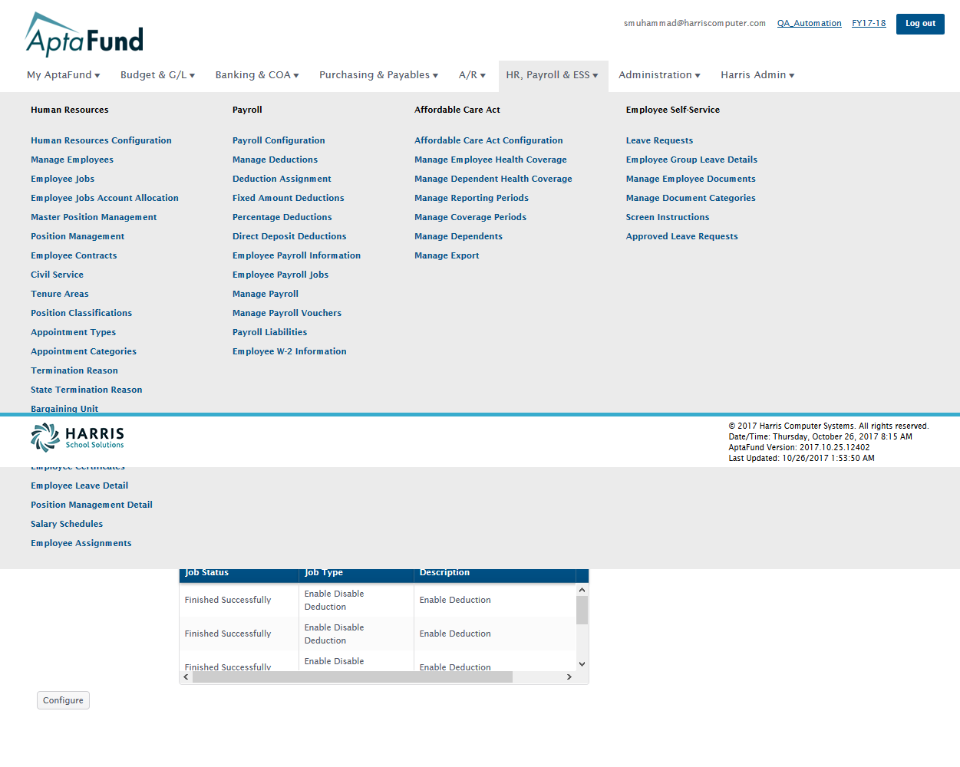 AptaFund
smuhammad@harriscomputer.com QA_Automation FY17-18 Log out
My AptaFund Budget & G/L Banking & COA Purchasing & Payables A/R HR, Payroll & ESS Administration Harris Admin
Human Resources
Human Resources Configuration
Manage Employees
Employee Jobs
Employee Jobs Account Allocation
Master Position Management
Position Management
Employee Contracts
Civil Service
Tenure Areas
Position Classifications
Appointment Types
Appointment Categories
Termination Reason
State Termination Reason
Bargaining Unit
Payroll
Payroll Configuration
Manage Deductions
Deduction Assignment
Fixed Amount Deductions
Percentage Deductions
Direct Deposit Deductions
Employee Payroll Information
Employee Payroll Jobs
Manage Payroll
Manage Payroll Vouchers
Payroll Liabilities
Employee W-2 Information
Affordable Care Act
Affordable Care Act Configuration
Manage Employee Health Coverage
Manage Dependent Health Coverage
Manage Reporting Periods
Manage Coverage Periods
Manage Dependents
Manage Export
Employee Self-Service
Leave Requests
Employee Group Leave Details
Manage Employee Documents
Manage Document Categories
Screen Instructions
Approved Leave Requests
HARRIS
School Solutions
© 2017 Harris Computer Systems. All rights reserved.
Date/Time: Thursday, October 26, 2017 8:15 AM
AptaFund Version: 2017.10.25.12402
Last Updated: 10/26/2017 1:53:50 AM
Employee Certificates
Employee Leave Detail
Position Management Detail
Salary Schedules
Employee Assignments
Job Status Job Type Description
Finished Successfully Enable Disable Deduction Enable Deduction
Finished Successfully Enable Disable Deduction Enable Deduction
Finished Successfully Enable Disable Enable Deduction
Configure